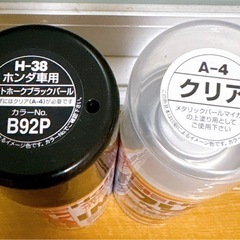 H-38
ホンダ車用
トホークブラックパール
ずにはクリア(A-4)が必要です
カラーNo.
B92P
A-4
クリア
メタリックパールマイカ
の上塗り用として
ご使用下さい